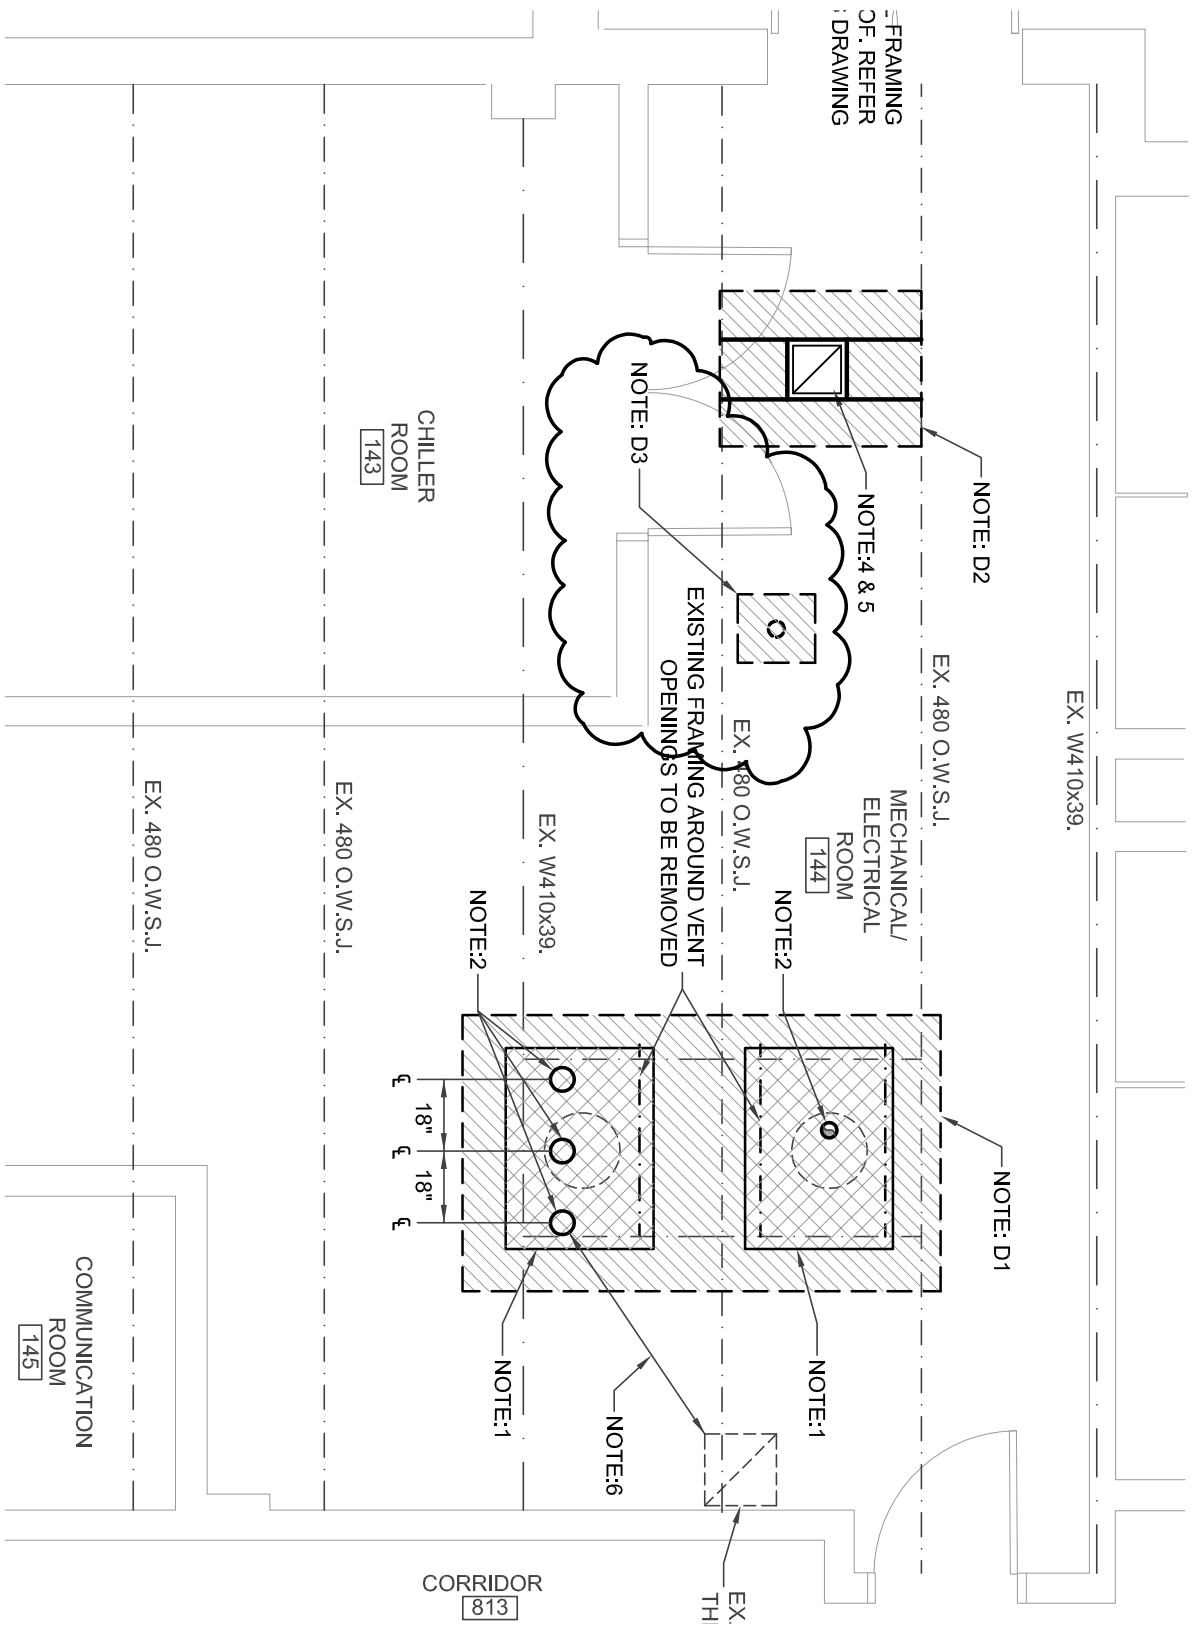 FRAMING
OF. REFER
DRAWING
NOTE: D2
NOTE:4 & 5
NOTE: D3
CHILLER
ROOM
143
EX. W410x39.
EX. 480 O.W.S.J.
EX. 480 O.W.S.J.
EXISTING FRAMING AROUND VENT
OPENINGS TO BE REMOVED
MECHANICAL/
ELECTRICAL
ROOM
144
EX. W410x39.
EX. 480 O.W.S.J.
EX. 480 O.W.S.J.
NOTE:2
NOTE:2
NOTE: D1
18"
18"
NOTE:1
NOTE:1
NOTE:6
COMMUNICATION
ROOM
145
EX.
CORRIDOR
813